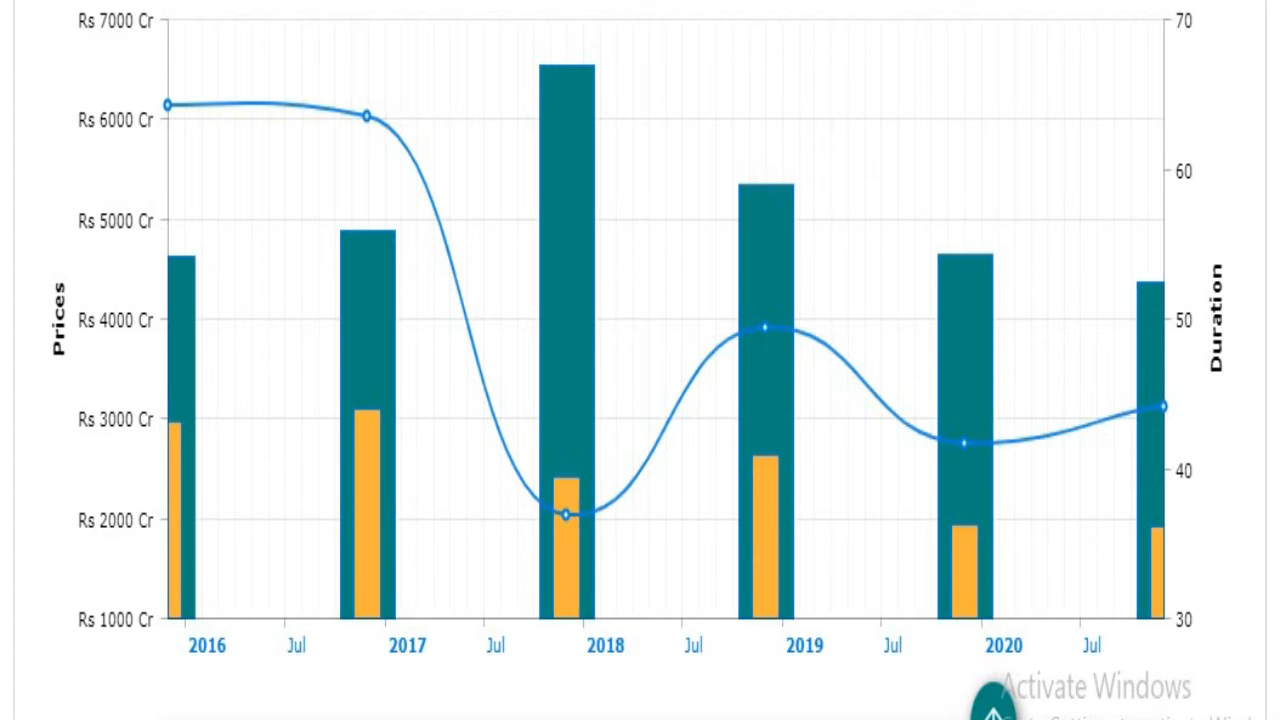 Rs 7000 Cr
Rs 6000 Cr
Rs 5000 Cr
Rs 4000 Cr
Rs 3000 Cr
Rs 2000 Cr
Rs 1000 Cr
Prices
70
60
50
40
30
Duration
2016 Jul 2017 Jul 2018 Jul 2019 Jul 2020 Jul
Activate Windows